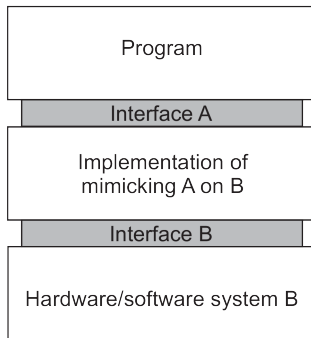 Program
Interface A
Implementation of
mimicking A on B
Interface B
Hardware/software system B